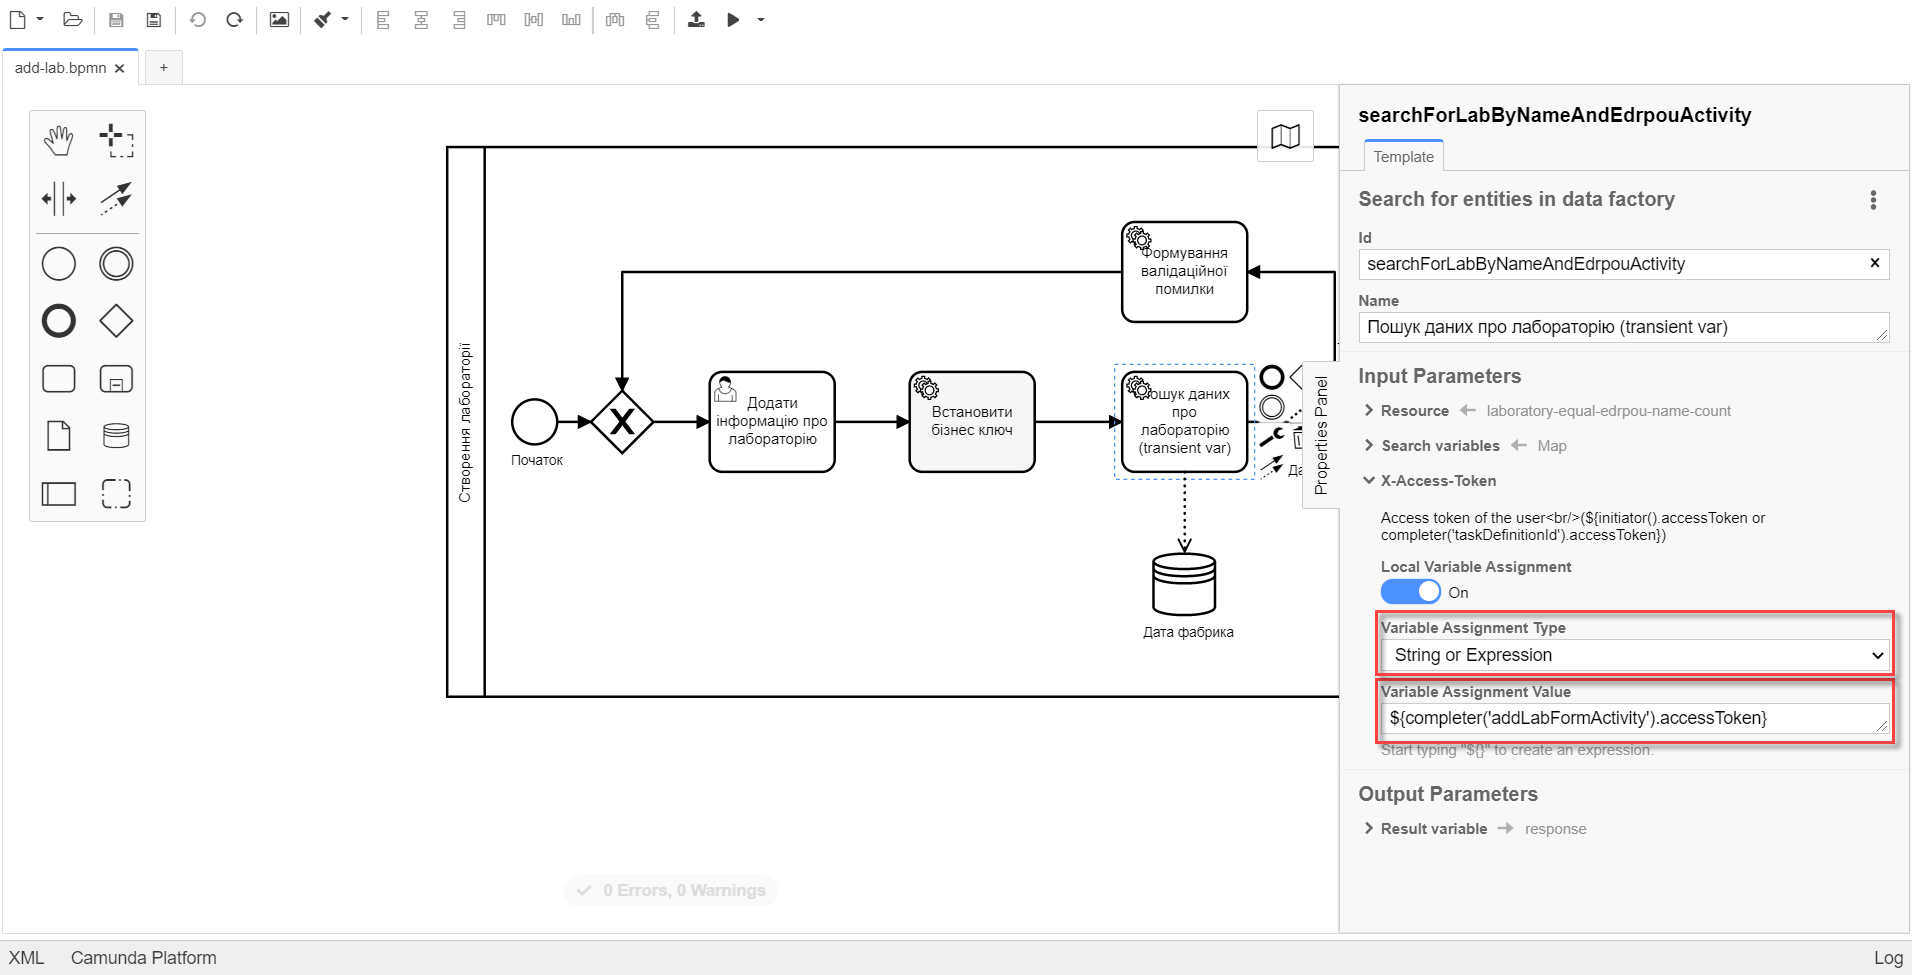 add-lab.bpmn
+
Створення лабораторії
Початок
Додати
інформацію про
лабораторію
Встановити
бізнес ключ
Формування
валідаційної
помилки
ошук даних
про
лабораторію
(transient var)
Да
Дата фабрика
Properties Panel
searchForLabByNameAndEdrpouActivity
Template
Search for entities in data factory
Id
searchForLabByNameAndEdrpouActivity
Name
Пошук даних про лабораторію (transient var)
Input Parameters
Resource laboratory-equal-edrpou-name-count
Search variables Map
X-Access-Token
Access token of the user<br/>(${initiator().accessToken or
completer('taskDefinitionId').accessToken})
Local Variable Assignment
On
Variable Assignment Type
String or Expression
Variable Assignment Value
${completer('addLabFormActivity').accessToken}
Start typing "${}" to create an expression.
Output Parameters
Result variable response
0 Errors, 0 Warnings
XML Camunda Platform Log